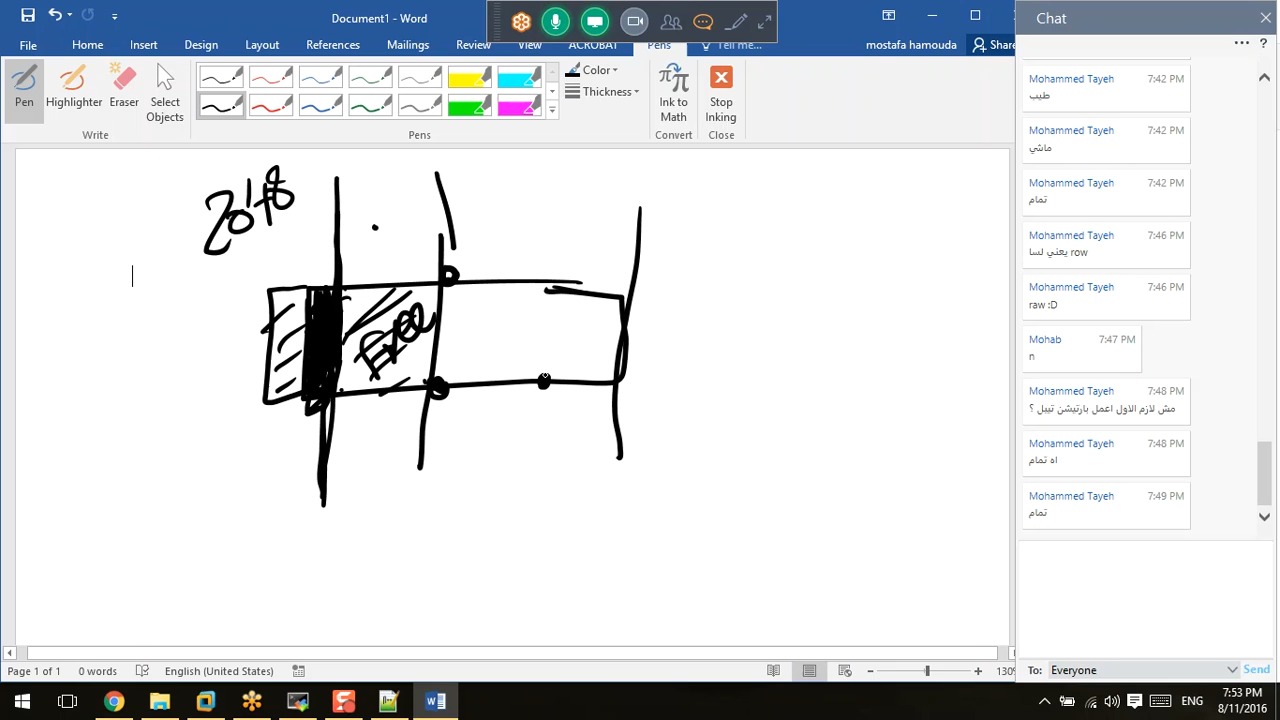 Document1 - Word
Chat
File
Home
Insert
Design
Layout
References
Mailings
Review
View
ACROBAT
Pens
Tell me...
mostafa hamouda
Share
Pen
Highlighter
Eraser
Select Objects
Color
Thickness
Ink to Math
Stop Inking
Write
Pens
Convert
Close
Mohammed Tayeh 7:42 PM
طيب
Mohammed Tayeh 7:42 PM
ماشي
Mohammed Tayeh 7:42 PM
تمام
Mohammed Tayeh 7:46 PM
يعني لسا row
Mohammed Tayeh 7:46 PM
raw :D
Mohab 7:47 PM
n
Mohammed Tayeh 7:48 PM
مش لازم الاول اعمل بارتيشن تيبل ؟
Mohammed Tayeh 7:48 PM
اه تمام
Mohammed Tayeh 7:49 PM
تمام
To: Everyone
Send
Page 1 of 1
0 words
English (United States)
ENG
7:53 PM
8/11/2016